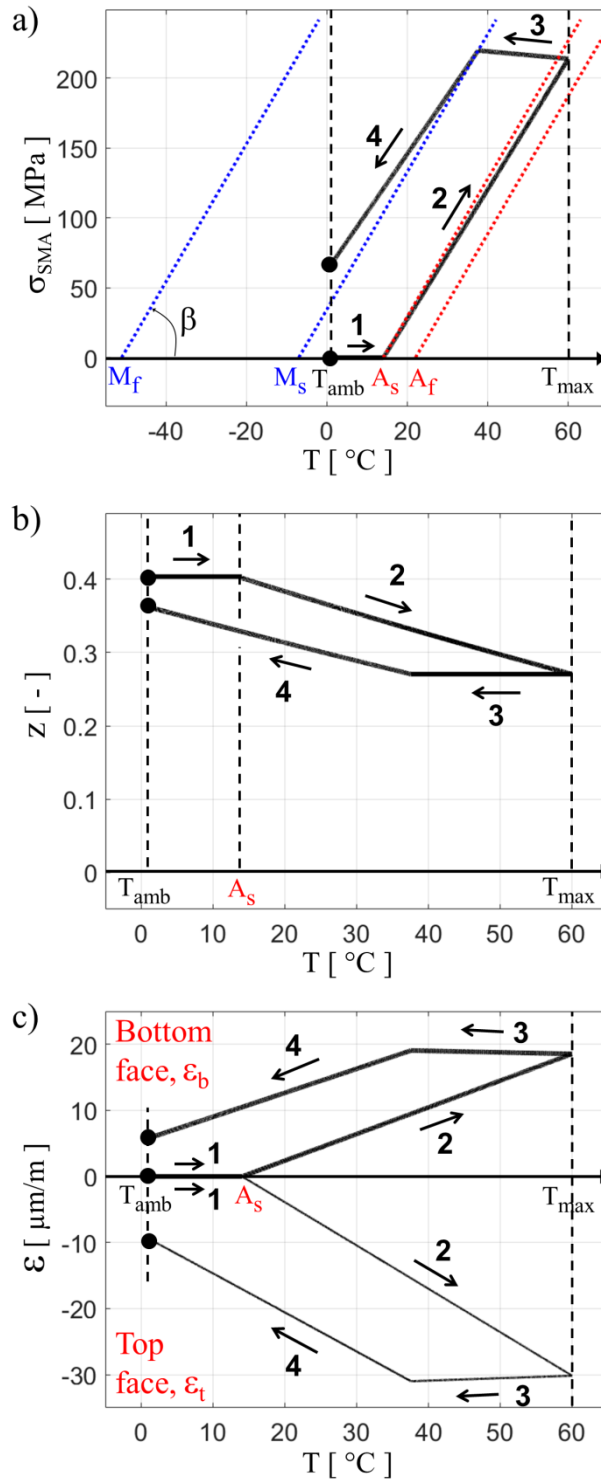 a)
σSMA [ MPa ]
200
150
100
50
0
3
4
2
1
β
Mf
Ms
Tamb
As
Af
Tmax
-40
-20
0
20
40
60
T [ °C ]
b)
z [ - ]
0.4
0.3
0.2
0.1
0
1
2
4
3
Tamb
As
Tmax
0
10
20
30
40
50
60
T [ °C ]
c)
ε [ μm/m ]
20
10
0
-10
-20
-30
Bottom
face, εb
4
3
2
1
Tamb
1
As
Tmax
2
4
3
Top
face, εt
0
10
20
30
40
50
60
T [ °C ]